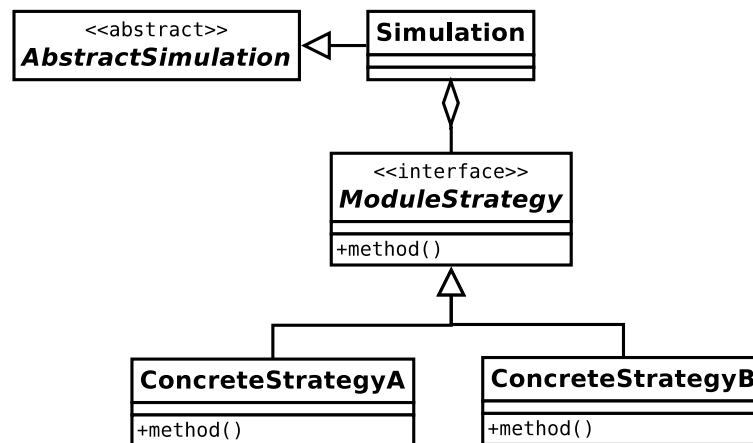 <<abstract>>
AbstractSimulation
Simulation
<<interface>>
ModuleStrategy
+method()
ConcreteStrategyA
+method()
ConcreteStrategyB
+method()